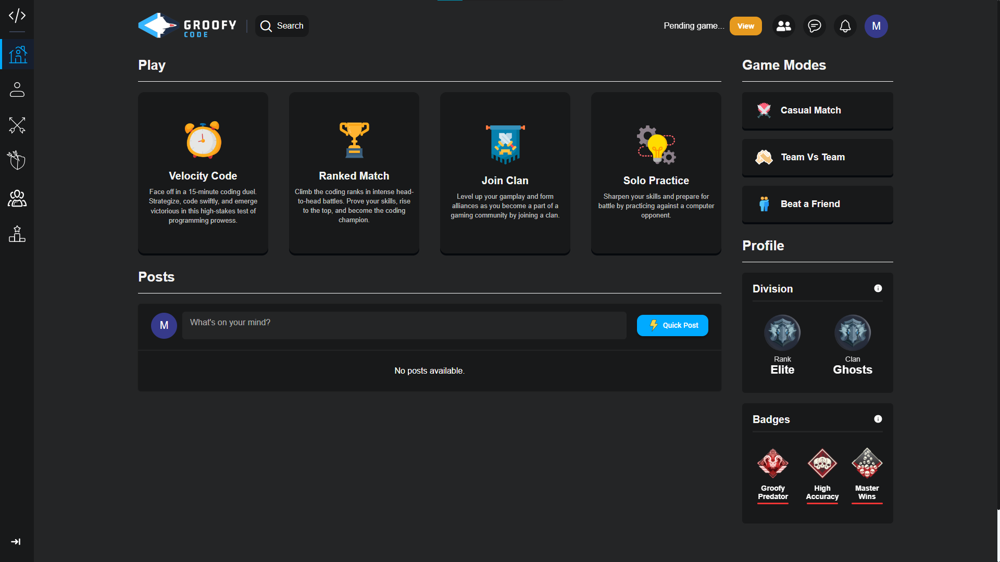 GROOFY
CODE
Search
Pending game...
View
M
Play
Velocity Code
Face off in a 15-minute coding duel.
Strategize, code swiftly, and emerge
victorious in this high-stakes test of
programming prowess.
Ranked Match
Climb the coding ranks in intense head-
to-head battles. Prove your skills, rise
to the top, and become the coding
champion.
Join Clan
Level up your gamplay and form
alliances as you become a part of a
gaming community by joining a clan.
Solo Practice
Sharpen your skills and prepare for
battle by practicing against a computer
opponent.
Game Modes
Casual Match
Team Vs Team
Beat a Friend
Posts
M
What's on your mind?
Quick Post
No posts available.
Profile
Division
Rank
Elite
Clan
Ghosts
Badges
Groofy
Predator
High
Accuracy
Master
Wins